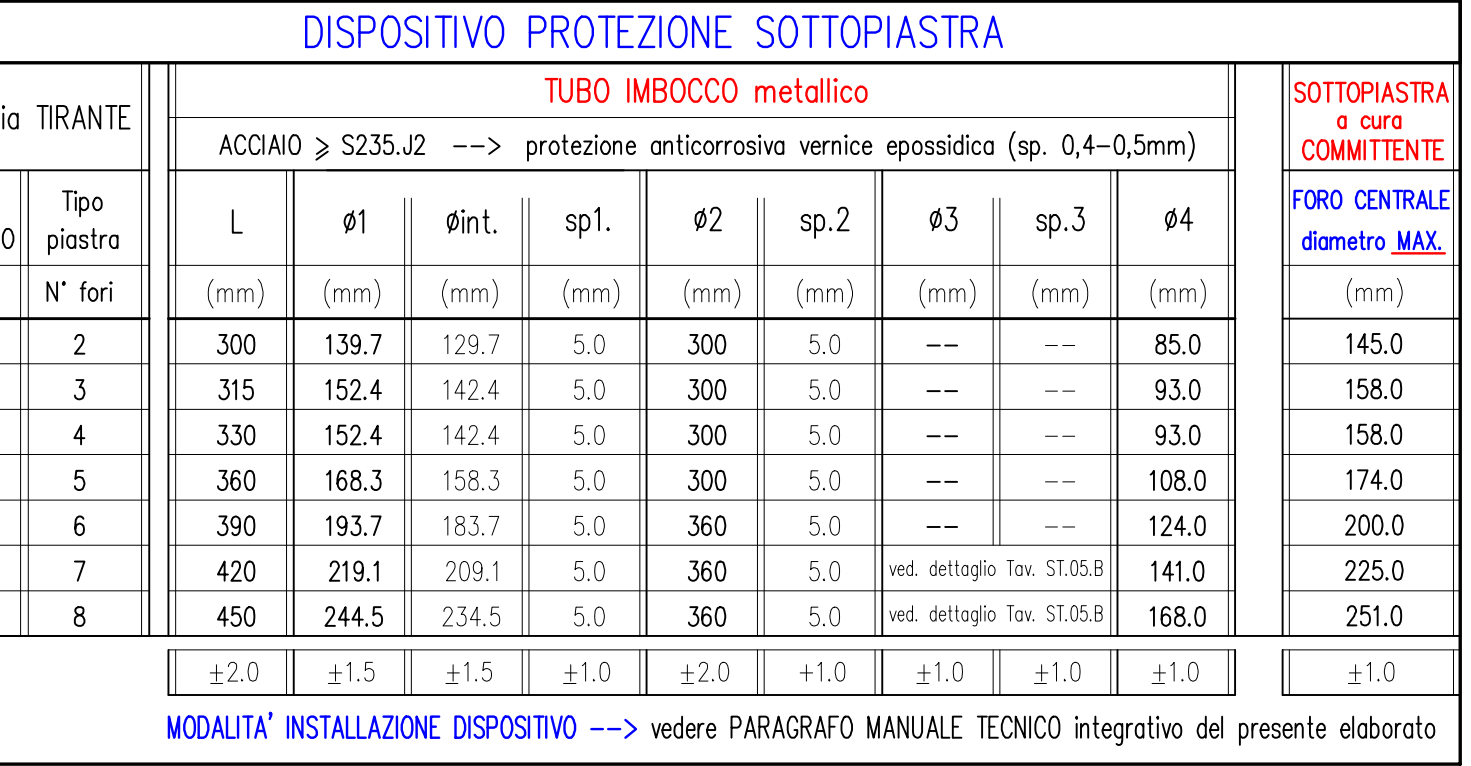 DISPOSITIVO PROTEZIONE SOTTOPIASTRA
TIRANTE
TUBO IMBOCCO metallico
SOTTOPIASTRA
a cura
COMMITTENTE
ACCIAIO ⩾ S235.J2 --> protezione anticorrosiva vernice epossidica (sp. 0,4-0,5mm)
Tipo piastra L ø1 øint. sp1. ø2 sp.2 ø3 sp.3 ø4 FORO CENTRALE diametro MAX.
N° fori (mm) (mm) (mm) (mm) (mm) (mm) (mm) (mm) (mm) (mm)
2 300 139.7 129.7 5.0 300 5.0 -- -- 85.0 145.0
3 315 152.4 142.4 5.0 300 5.0 -- -- 93.0 158.0
4 330 152.4 142.4 5.0 300 5.0 -- -- 93.0 158.0
5 360 168.3 158.3 5.0 300 5.0 -- -- 108.0 174.0
6 390 193.7 183.7 5.0 360 5.0 -- -- 124.0 200.0
7 420 219.1 209.1 5.0 360 5.0 ved. dettaglio Tav. ST.05.B 141.0 225.0
8 450 244.5 234.5 5.0 360 5.0 ved. dettaglio Tav. ST.05.B 168.0 251.0
±2.0 ±1.5 ±1.5 ±1.0 ±2.0 +1.0 ±1.0 ±1.0 ±1.0 ±1.0
MODALITA' INSTALLAZIONE DISPOSITIVO --> vedere PARAGRAFO MANUALE TECNICO integrativo del presente elaborato